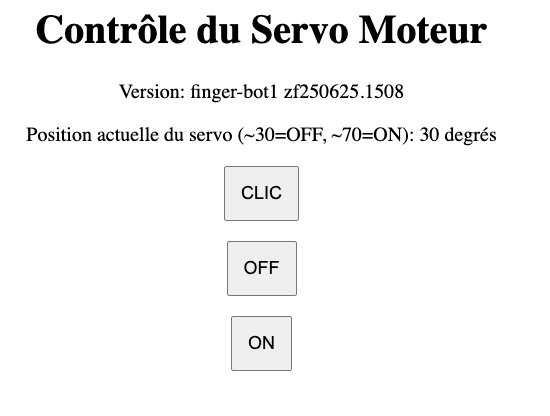 Contrôle du Servo Moteur
Version: finger-bot1 zf250625.1508
Position actuelle du servo (~30=OFF, ~70=ON): 30 degrés
CLIC
OFF
ON